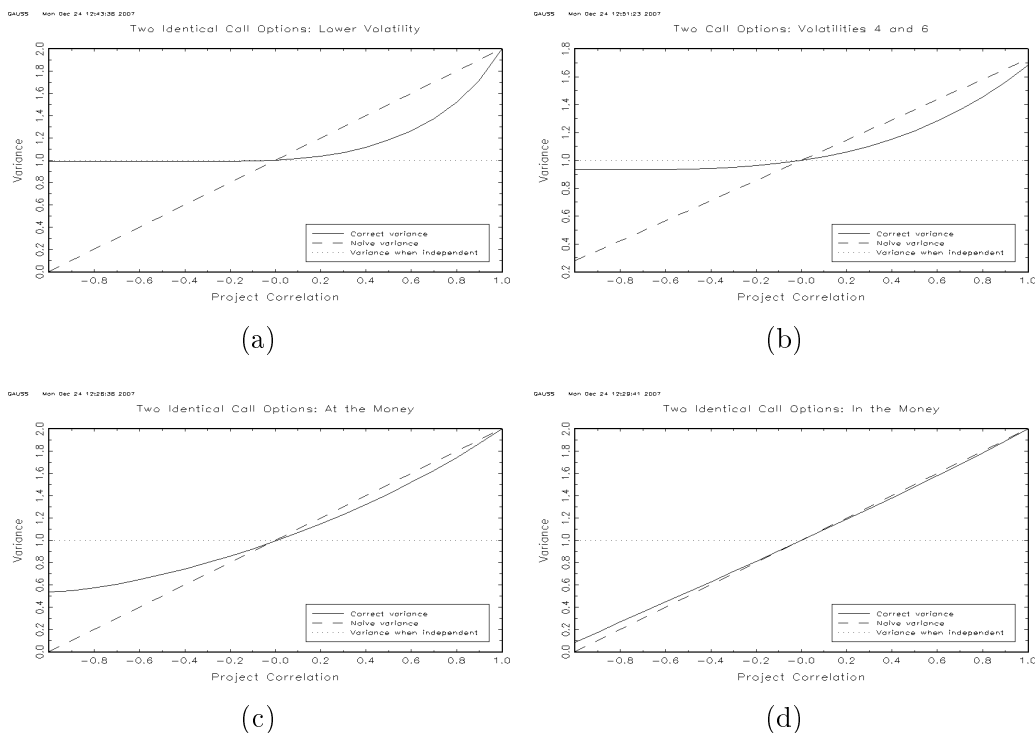 GAUSS Mon Dec 24 12:43:36 2007
Two Identical Call Options: Lower Volatility
Variance
2.0
1.6
1.2
1.0
0.8
0.6
0.4
0.2
0.0
Correct variance
Naive variance
Variance when independent
-0.8 -0.6 -0.4 -0.2 -0.0 0.2 0.4 0.6 0.8 1.0
Project Correlation
(a)
GAUSS Mon Dec 24 12:51:23 2007
Two Call Options: Volatilities 4 and 6
Variance
1.8
1.6
1.4
1.2
1.0
0.8
0.6
0.4
0.2
Correct variance
Naive variance
Variance when independent
-0.8 -0.6 -0.4 -0.2 -0.0 0.2 0.4 0.6 0.8 1.0
Project Correlation
(b)
GAUSS Mon Dec 24 12:28:38 2007
Two Identical Call Options: At the Money
Variance
2.0
1.8
1.6
1.4
1.2
1.0
0.8
0.6
0.4
0.2
0.0
Correct variance
Naive variance
Variance when independent
-0.8 -0.6 -0.4 -0.2 -0.0 0.2 0.4 0.6 0.8 1.0
Project Correlation
(c)
GAUSS Mon Dec 24 12:29:41 2007
Two Identical Call Options: In the Money
Variance
2.0
1.8
1.6
1.4
1.2
1.0
0.8
0.6
0.4
0.2
0.0
Correct variance
Naive variance
Variance when independent
-0.8 -0.6 -0.4 -0.2 -0.0 0.2 0.4 0.6 0.8 1.0
Project Correlation
(d)